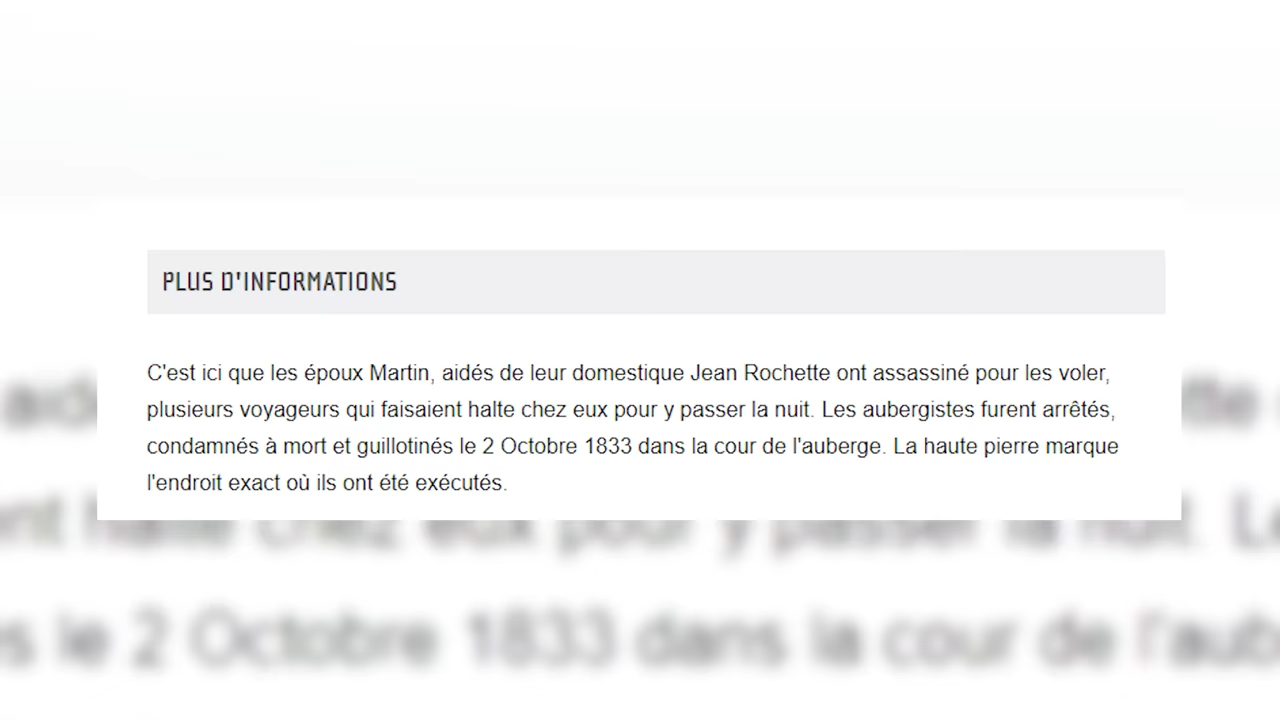 PLUS D'INFORMATIONS
C'est ici que les époux Martin, aidés de leur domestique Jean Rochette ont assassiné pour les voler,
plusieurs voyageurs qui faisaient halte chez eux pour y passer la nuit. Les aubergistes furent arrêtés,
condamnés à mort et guillotinés le 2 Octobre 1833 dans la cour de l'auberge. La haute pierre marque
l'endroit exact où ils ont été exécutés.